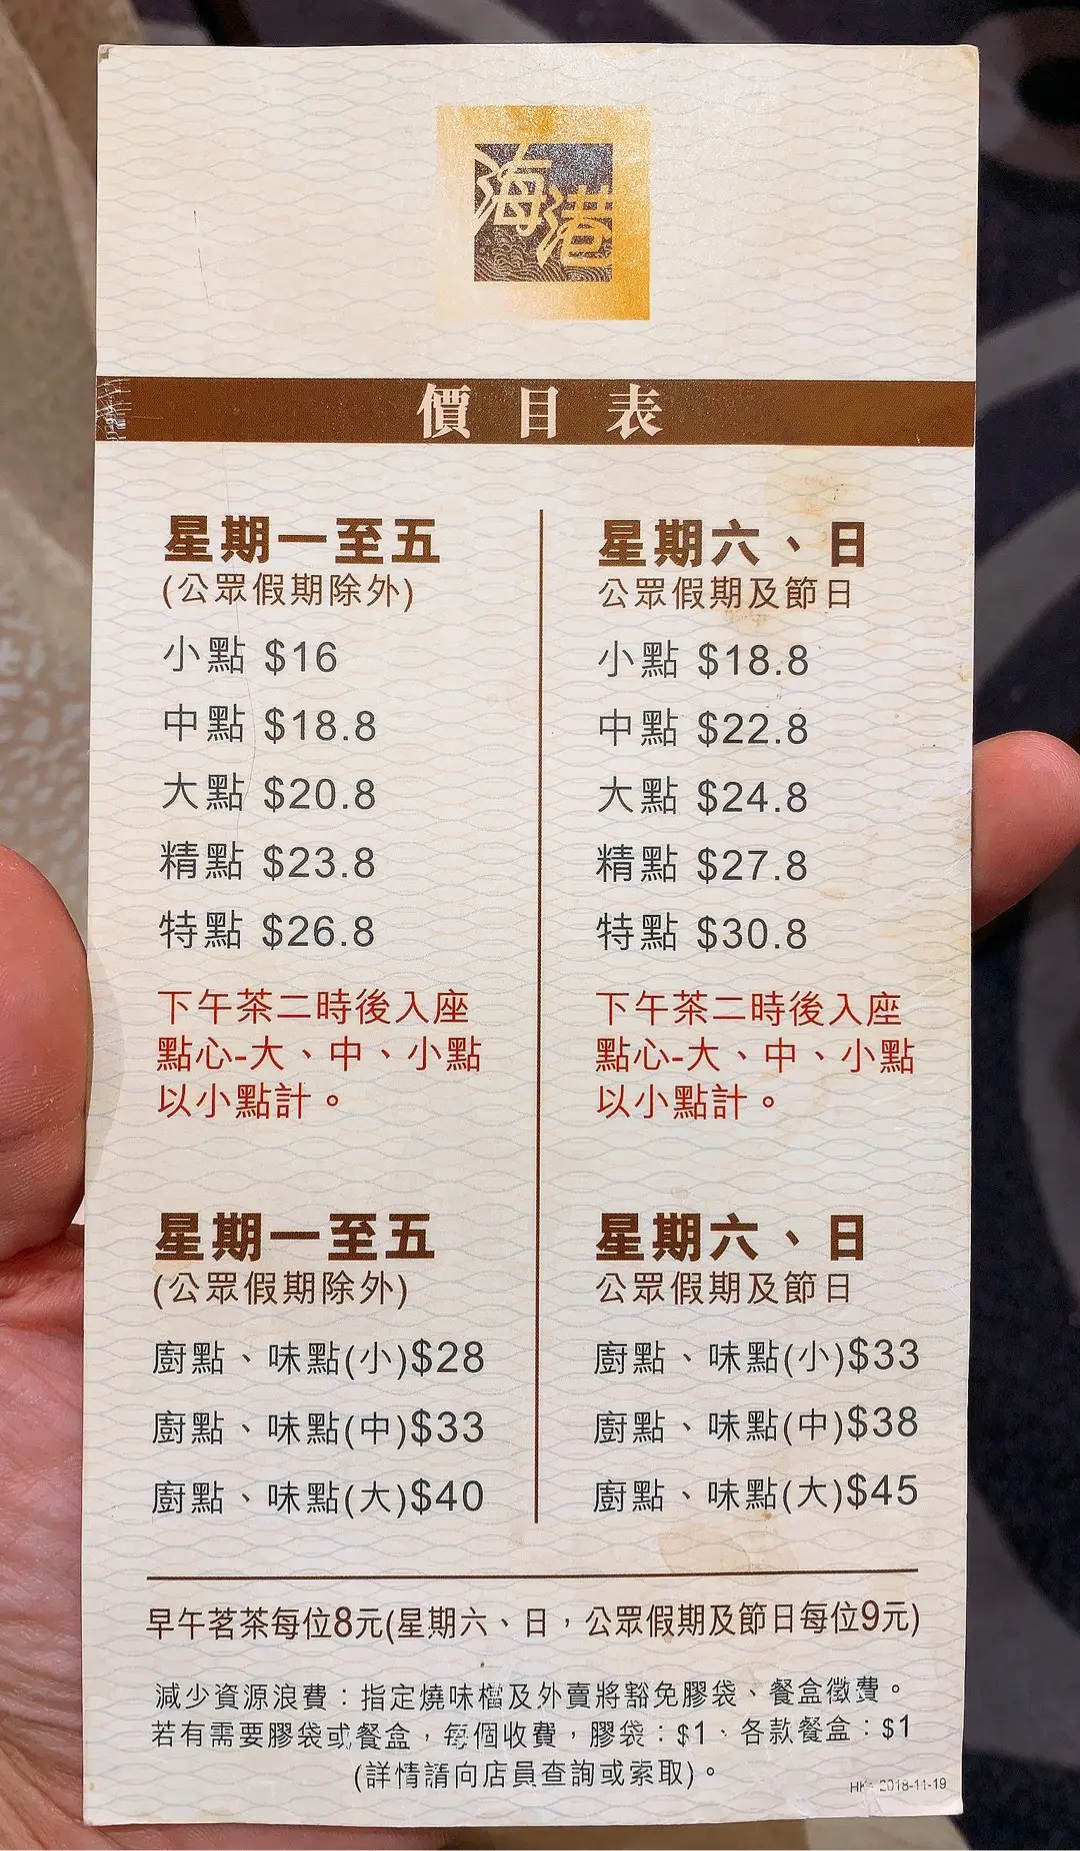 海港
價目表
星期一至五
(公眾假期除外)
小點 $16
中點 $18.8
大點 $20.8
精點 $23.8
特點 $26.8
下午茶二時後入座
點心-大、中、小點
以小點計。
星期六、日
公眾假期及節日
小點 $18.8
中點 $22.8
大點 $24.8
精點 $27.8
特點 $30.8
下午茶二時後入座
點心-大、中、小點
以小點計。
星期一至五
(公眾假期除外)
廚點、味點(小)$28
廚點、味點(中)$33
廚點、味點(大)$40
星期六、日
公眾假期及節日
廚點、味點(小)$33
廚點、味點(中)$38
廚點、味點(大)$45
早午茗茶每位8元(星期六、日，公眾假期及節日每位9元)
減少資源浪費：指定燒味檔及外賣將豁免膠袋、餐盒徵費。
若有需要膠袋或餐盒，每個收費，膠袋：$1、各款餐盒：$1
(詳情請向店員查詢或索取)。
2018-11-19